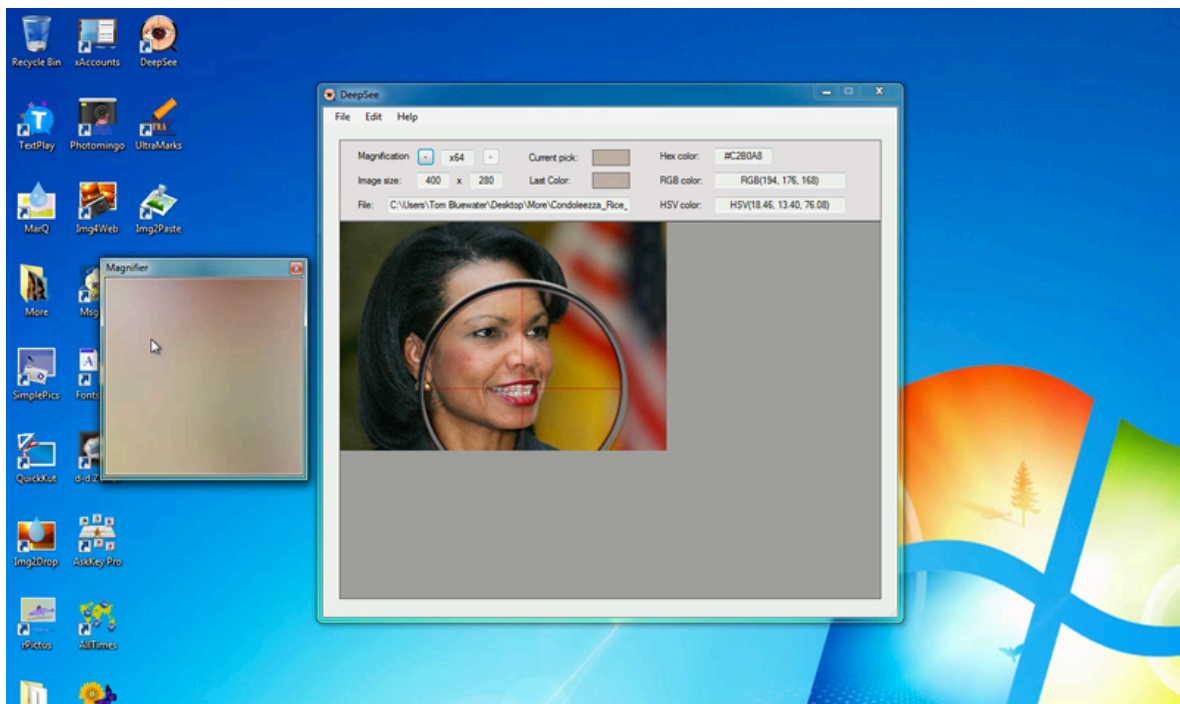 Recycle Bin
xAccounts
DeepSee
TextPlay
Photomingo
UltraMarks
MarQ
Img4Web
Img2Paste
More
SimplePics
Fonts
QuickKut
Img2Drop
AskKey Pro
rPictus
AllTimes
Magnifier
DeepSee
File Edit Help
Magnification - x64 - Current pick: Hex color: #C2B0A8
Image size: 400 x 280 Last Color: RGB color: RGB(194, 176, 168)
File: C:\Users\Tom Bluewater\Desktop\More\Condoleezza_Rice_ HSV color: HSV(18.46, 13.40, 76.08)